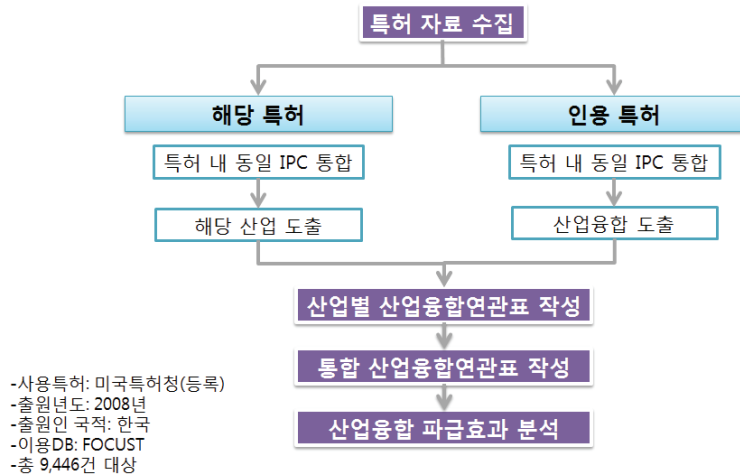 특허 자료 수집
해당 특허
인용 특허
특허 내 동일 IPC 통합
특허 내 동일 IPC 통합
해당 산업 도출
산업융합 도출
산업별 산업융합연관표 작성
통합 산업융합연관표 작성
산업융합 파급효과 분석
-사용특허: 미국특허청(등록)
-출원년도: 2008년
-출원인 국적: 한국
-이용DB: FOCUST
-총 9,446건 대상